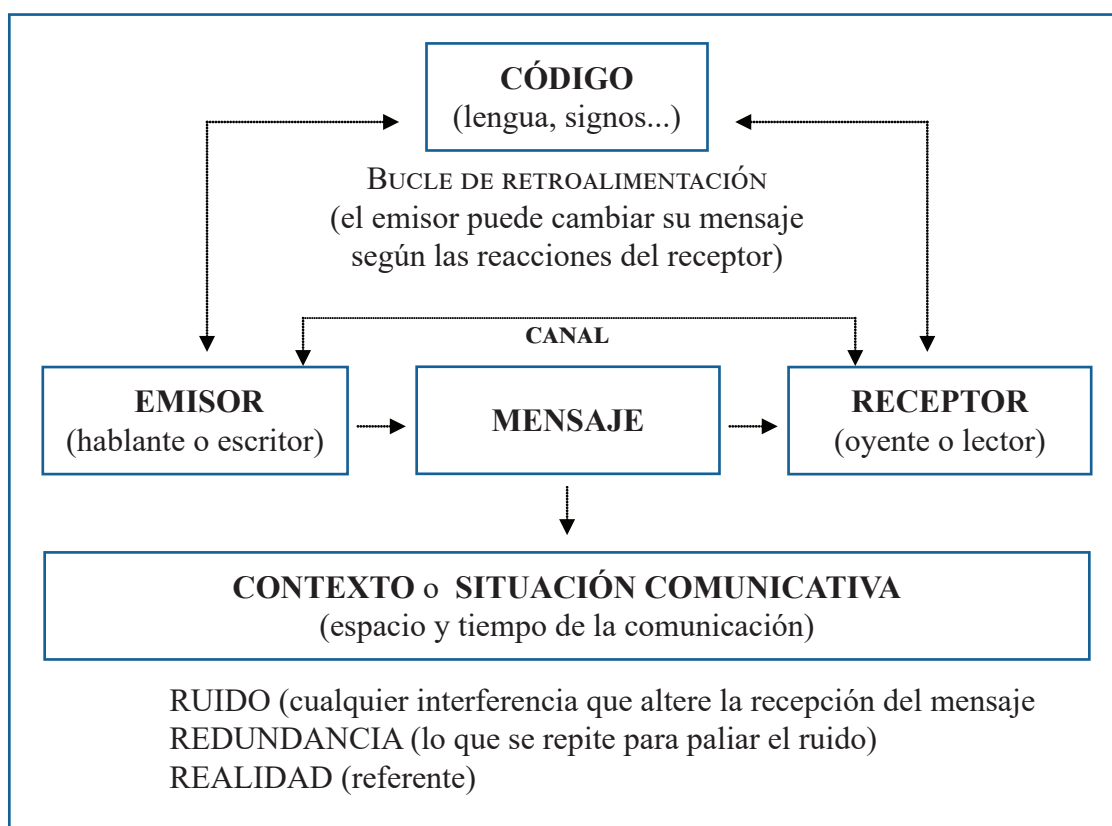 CÓDIGO
(lengua, signos...)
BUCLE DE RETROALIMENTACIÓN
(el emisor puede cambiar su mensaje
según las reacciones del receptor)
CANAL
EMISOR
(hablante o escritor)
MENSAJE
RECEPTOR
(oyente o lector)
CONTEXTO o SITUACIÓN COMUNICATIVA
(espacio y tiempo de la comunicación)
RUIDO (cualquier interferencia que altere la recepción del mensaje
REDUNDANCIA (lo que se repite para paliar el ruido)
REALIDAD (referente)